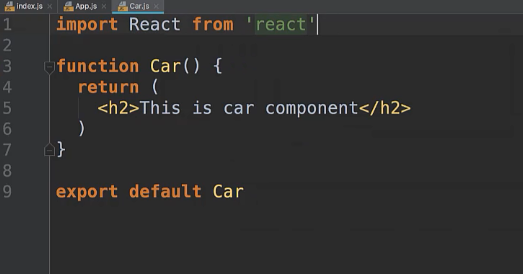 index.js App.js Car.js
1 import React from 'react'
2
3 function Car() {
4 return (
5 <h2>This is car component</h2>
6 )
7 }
8
9 export default Car